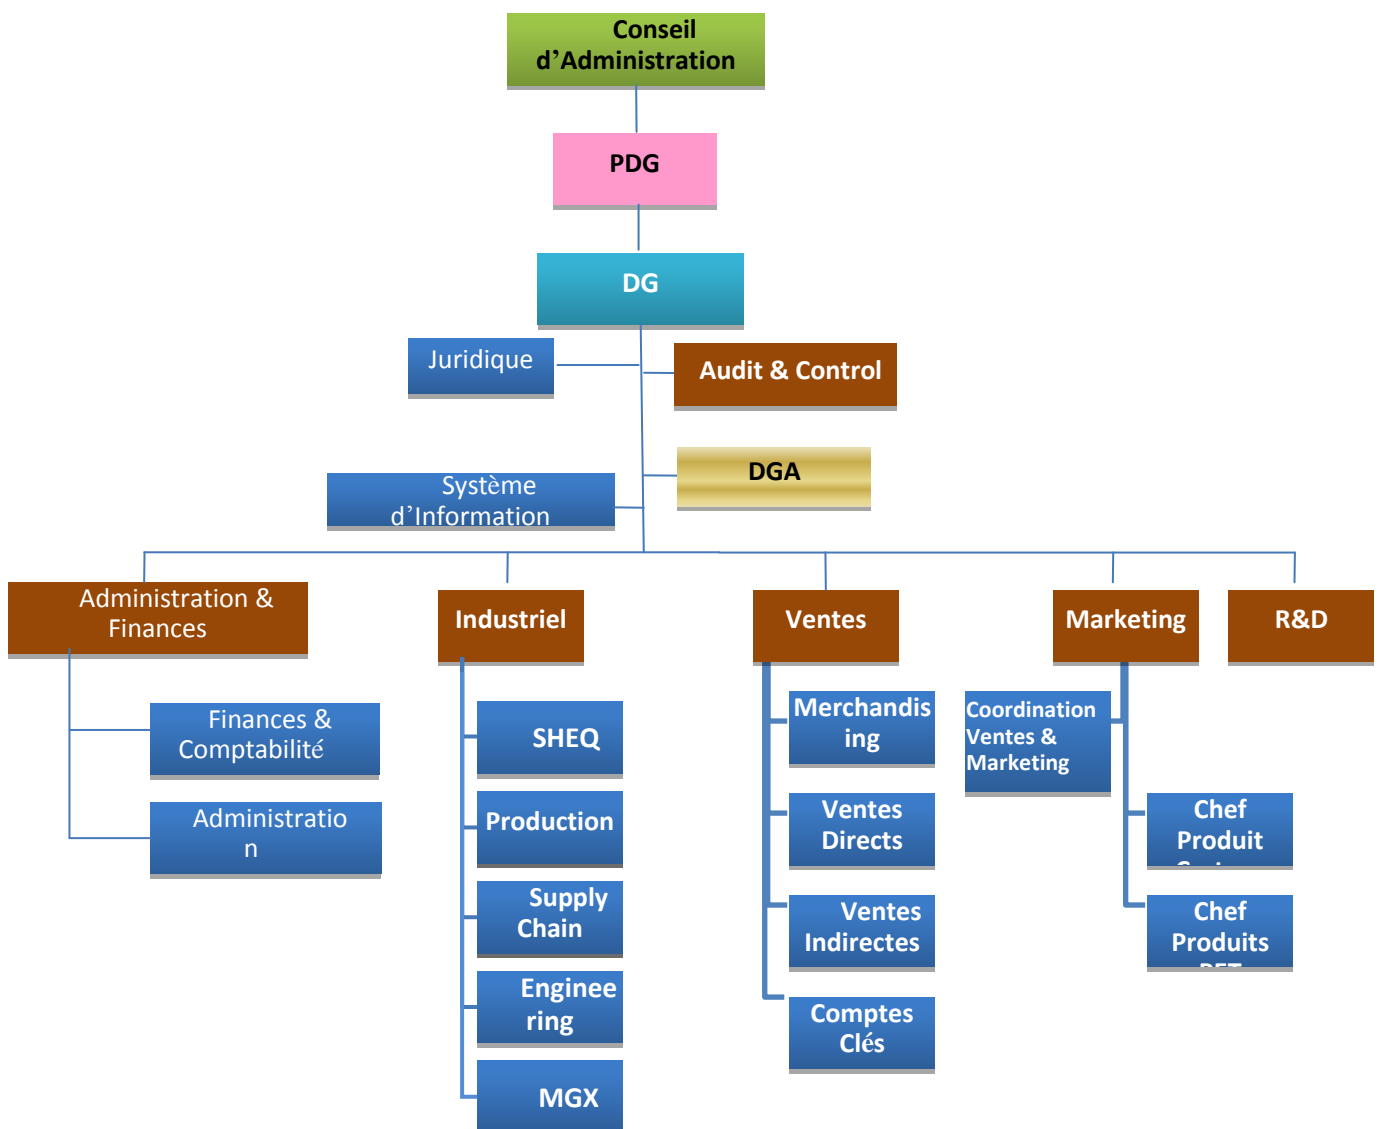 Conseil
d’Administration
PDG
DG
Juridique
Audit & Control
DGA
Système
d’Information
Administration &
Finances
Industriel
Ventes
Marketing
R&D
Finances &
Comptabilité
Administratio
n
SHEQ
Production
Supply
Chain
Enginee
ring
MGX
Merchandis
ing
Ventes
Directs
Ventes
Indirectes
Comptes
Clés
Coordination
Ventes &
Marketing
Chef
Produit
Chef
Produits